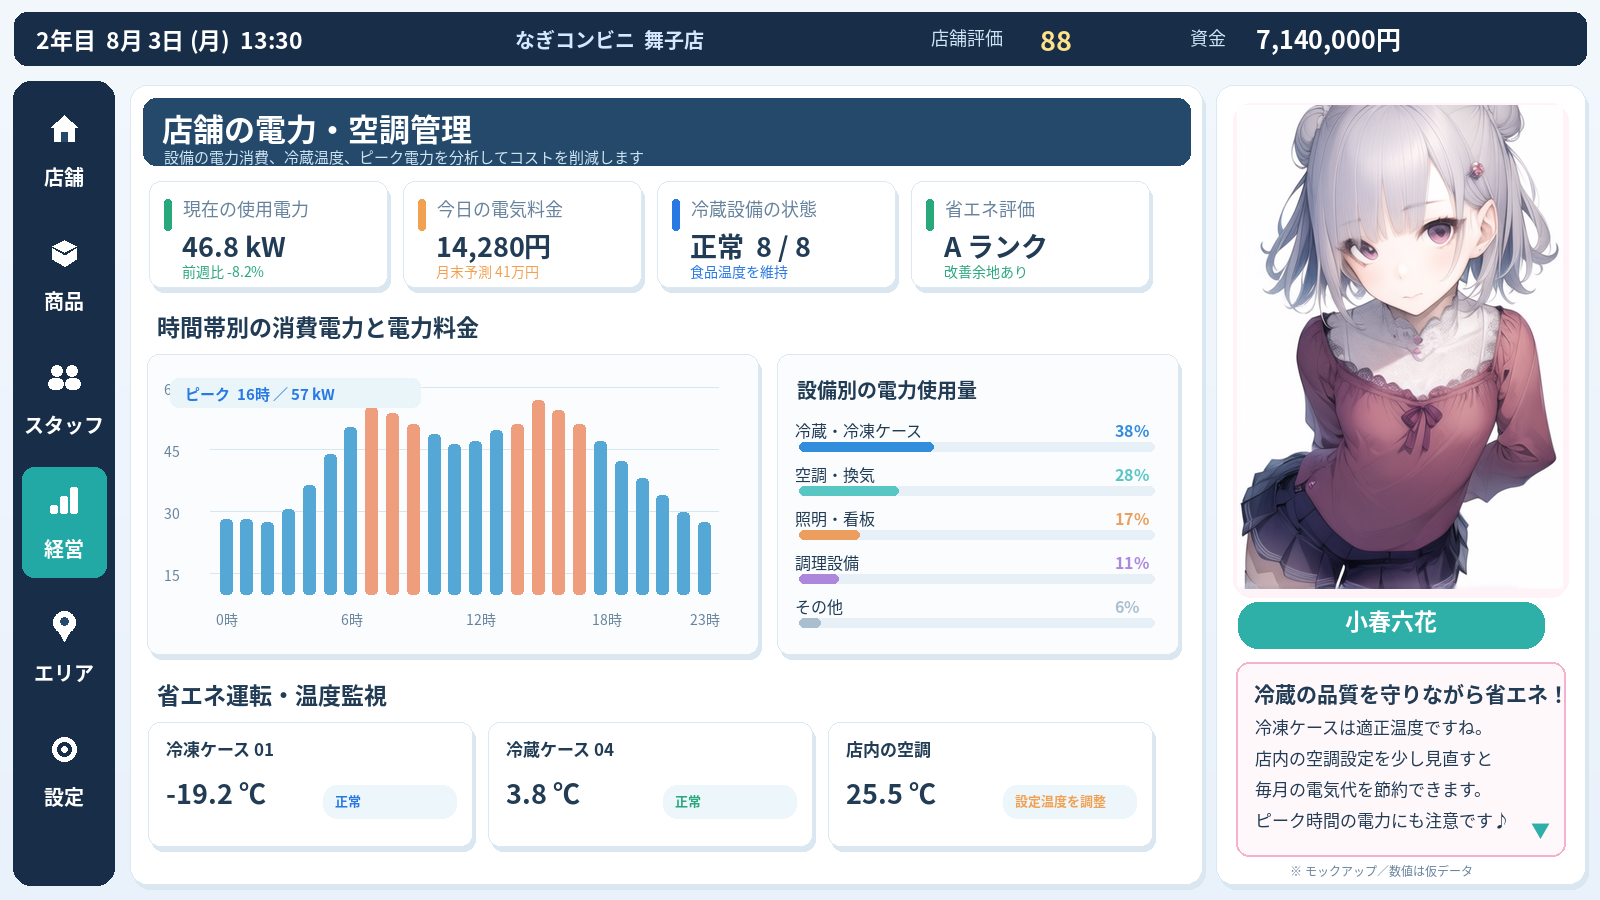 2年目 8月 3日 (月) 13:30
なぎコンビニ 舞子店
店舗評価 88
資金 7,140,000円
店舗
商品
スタッフ
経営
エリア
設定
店舗の電力・空調管理
設備の電力消費、冷蔵温度、ピーク電力を分析してコストを削減します
現在の使用電力
46.8 kW
前週比 -8.2%
今日の電気料金
14,280円
月末予測 41万円
冷蔵設備の状態
正常 8 / 8
食品温度を維持
省エネ評価
A ランク
改善余地あり
時間帯別の消費電力と電力料金
ピーク 16時 ／ 57 kW
45
30
15
0時 6時 12時 18時 23時
設備別の電力使用量
冷蔵・冷凍ケース 38%
空調・換気 28%
照明・看板 17%
調理設備 11%
その他 6%
省エネ運転・温度監視
冷凍ケース 01
-19.2 ℃
正常
冷蔵ケース 04
3.8 ℃
正常
店内の空調
25.5 ℃
設定温度を調整
小春六花
冷蔵の品質を守りながら省エネ！
冷凍ケースは適正温度ですね。
店内の空調設定を少し見直すと
毎月の電気代を節約できます。
ピーク時間の電力にも注意です♪
▼
※ モックアップ／数値は仮データ